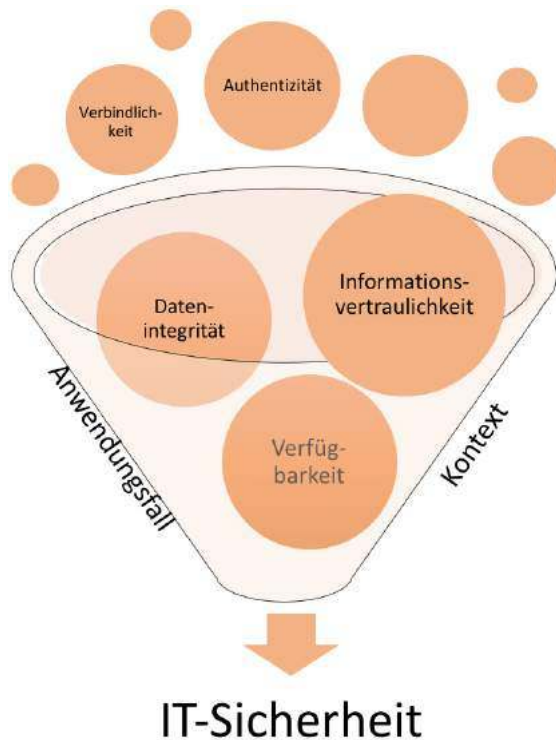 Authentizität
Verbindlich-
keit
Informations-
vertraulichkeit
Daten-
integrität
Anwendungsfall
Kontext
Verfüg-
barkeit
IT-Sicherheit